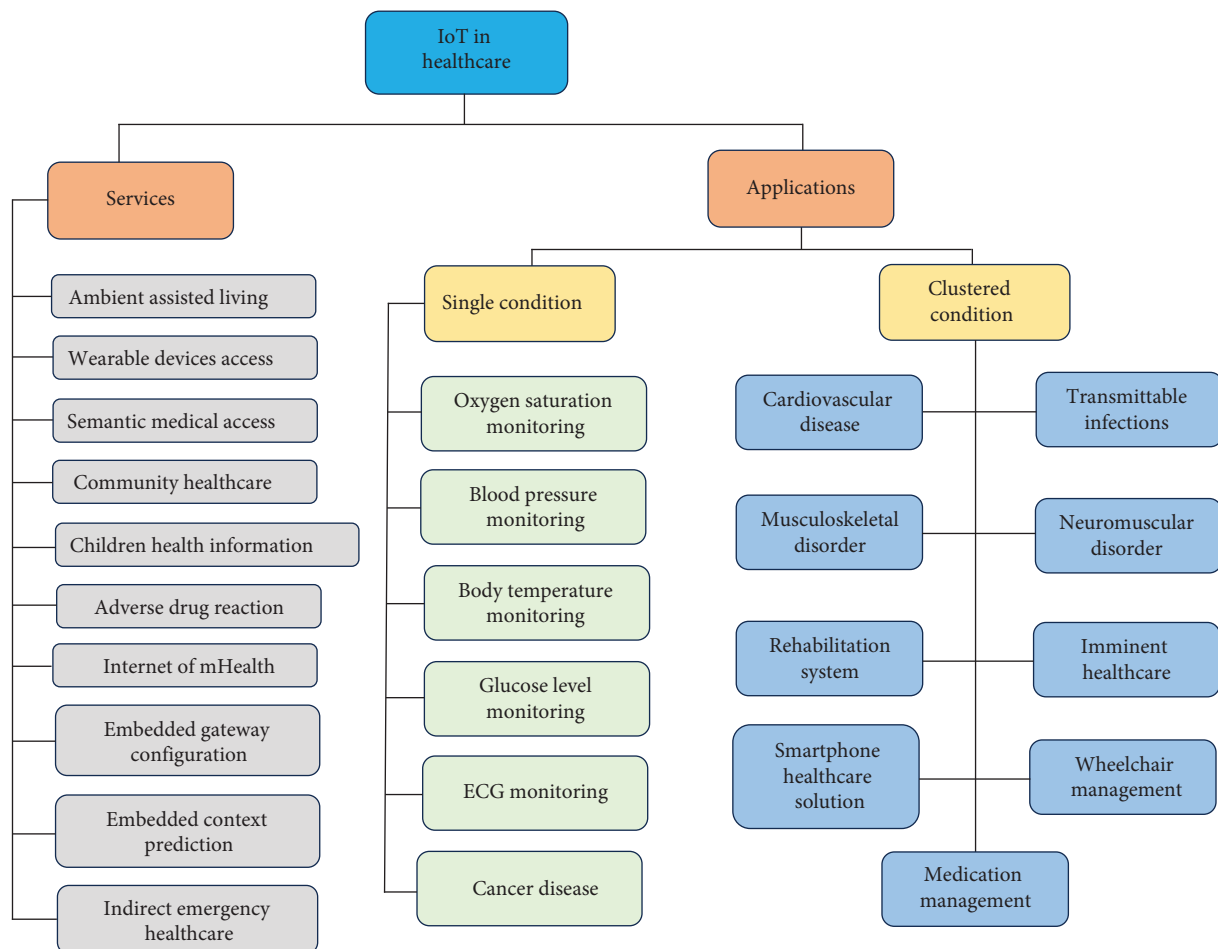 IoT in
healthcare
Services
Applications
Ambient assisted living
Wearable devices access
Semantic medical access
Community healthcare
Children health information
Adverse drug reaction
Internet of mHealth
Embedded gateway
configuration
Embedded context
prediction
Indirect emergency
healthcare
Single condition
Oxygen saturation
monitoring
Blood pressure
monitoring
Body temperature
monitoring
Glucose level
monitoring
ECG monitoring
Cancer disease
Clustered
condition
Cardiovascular
disease
Transmittable
infections
Musculoskeletal
disorder
Neuromuscular
disorder
Rehabilitation
system
Imminent
healthcare
Smartphone
healthcare
solution
Wheelchair
management
Medication
management